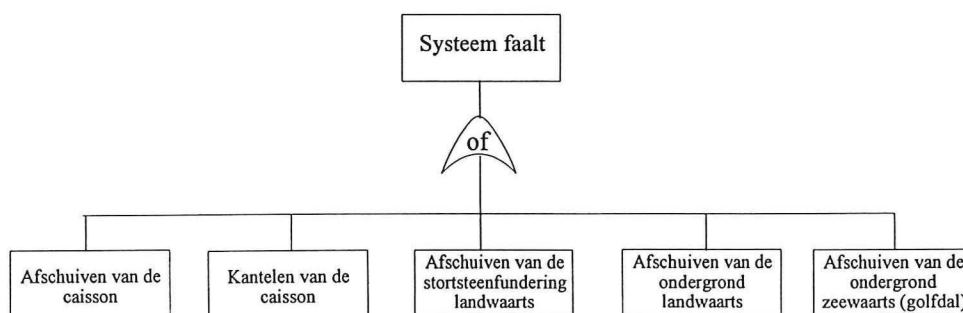 Systeem faalt
of
Afschuiven van de
caisson
Kantelen van de
caisson
Afschuiven van de
stortsteenfundering
landwaarts
Afschuiven van de
ondergrond
landwaarts
Afschuiven van de
ondergrond
zeewaarts (golfdal)